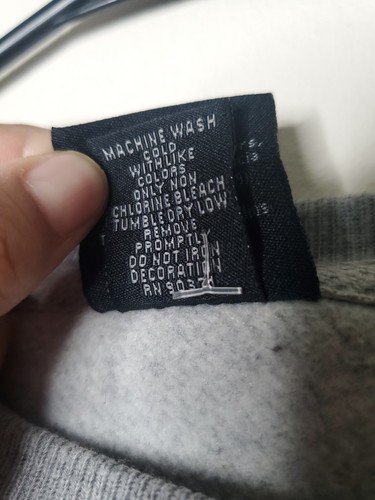 MACHINE WASH
COLD
WITH LIKE
COLORS
ONLY NON
CHLORINE BLEACH
TUMBLE DRY LOW
REMOVE
PROMPTLY
DO NOT IRON
DECORATION
RN